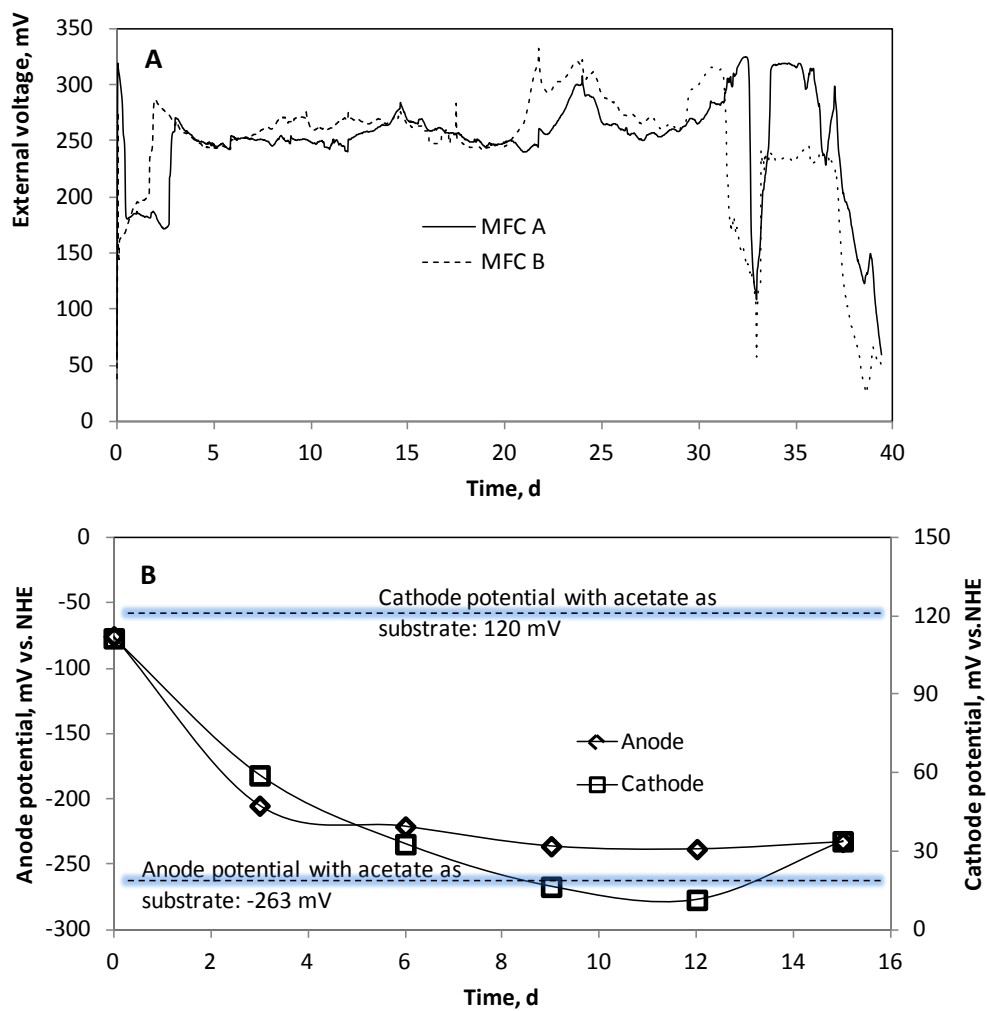 External voltage, mV
350
300
250
200
150
100
50
0
A
MFC A
MFC B
0 5 10 15 20 25 30 35 40
Time, d
Anode potential, mV vs. NHE
0
-50
-100
-150
-200
-250
-300
B
Cathode potential with acetate as
substrate: 120 mV
Anode
Cathode
Anode potential with acetate as
substrate: -263 mV
150
120
90
60
30
0
Cathode potential, mV vs.NHE
0 2 4 6 8 10 12 14 16
Time, d